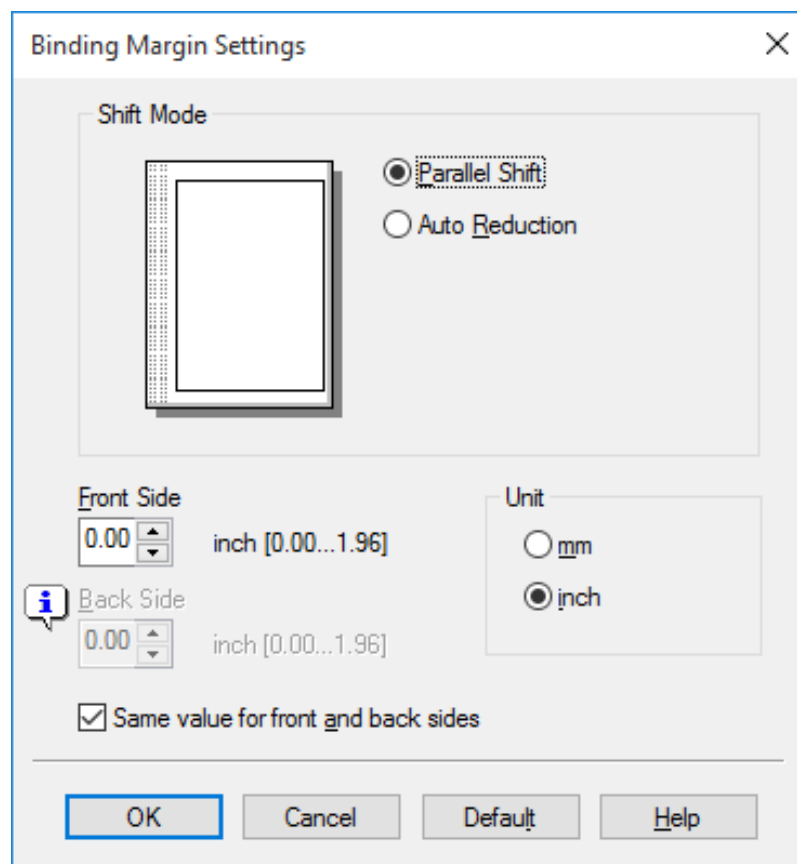 Binding Margin Settings
Shift Mode
Parallel Shift
Auto Reduction
Front Side
0.00 inch [0.00...1.96]
Back Side
0.00 inch [0.00...1.96]
Unit
mm
inch
Same value for front and back sides
OK Cancel Default Help